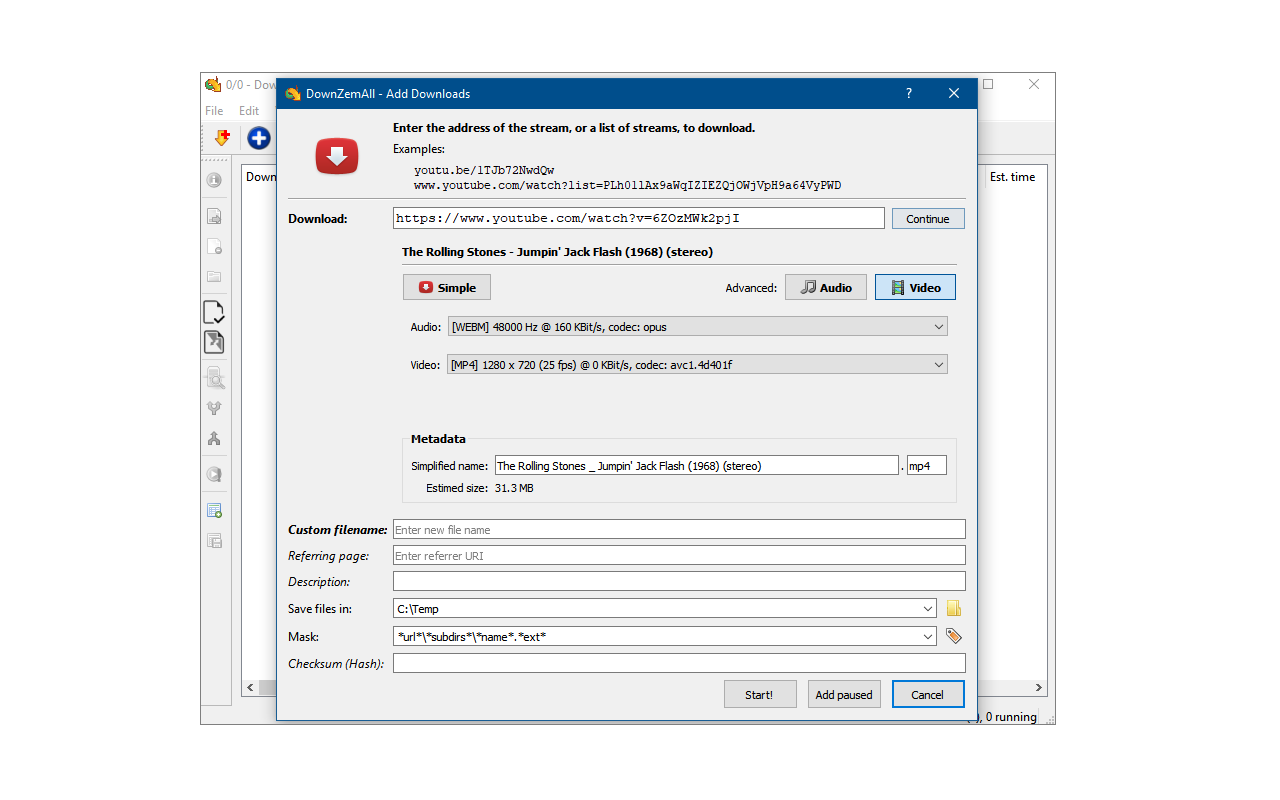 0/0 - Dow
DownZemAll - Add Downloads
?
File Edit
Enter the address of the stream, or a list of streams, to download.
Examples:
youtu.be/lTJb72NwdQw
www.youtube.com/watch?list=PLh0llAx9aWqIZIEZQjOWjVpH9a64VyPWD
Down
Est. time
Download: https://www.youtube.com/watch?v=6ZOzMWk2pjI Continue
The Rolling Stones - Jumpin' Jack Flash (1968) (stereo)
Simple Advanced: Audio Video
Audio: [WEBM] 48000 Hz @ 160 KBit/s, codec: opus
Video: [MP4] 1280 x 720 (25 fps) @ 0 KBit/s, codec: avc1.4d401f
Metadata
Simplified name: The Rolling Stones _ Jumpin' Jack Flash (1968) (stereo) . mp4
Estimed size: 31.3 MB
Custom filename: Enter new file name
Referring page: Enter referrer URI
Description:
Save files in: C:\Temp
Mask: *url*\*subdirs*\*name*.*ext*
Checksum (Hash):
Start! Add paused Cancel
), 0 running